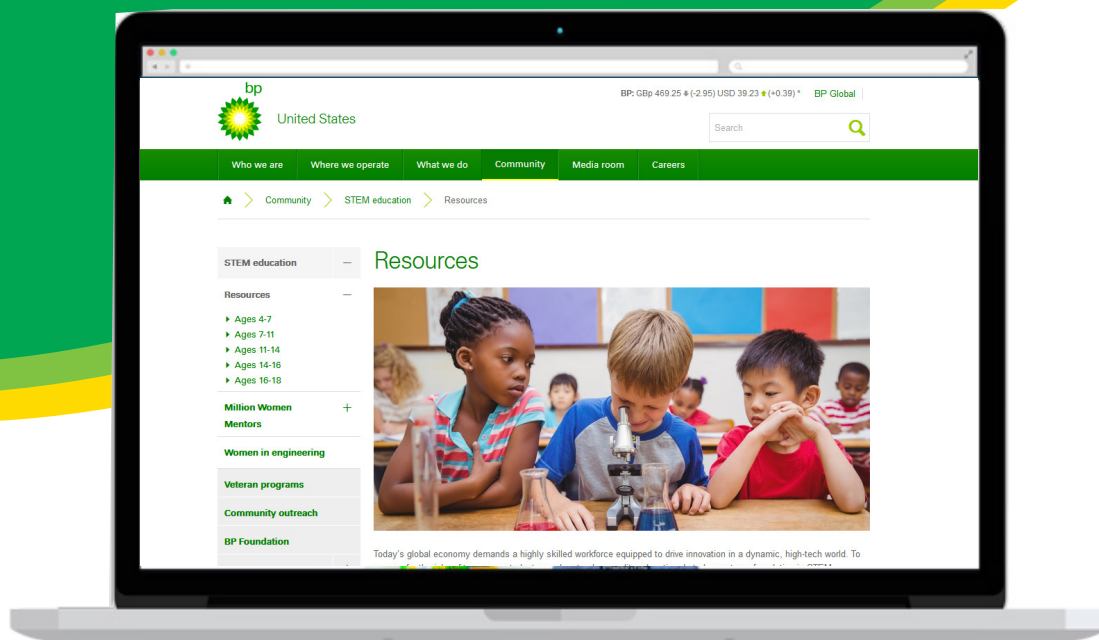 bp
United States
BP: GBp 469.25 (-2.95) USD 39.23 (+0.39) *
BP Global
Search
Who we are
Where we operate
What we do
Community
Media room
Careers
Community
STEM education
Resources
STEM education
Resources
Ages 4-7
Ages 7-11
Ages 11-14
Ages 14-16
Ages 16-18
Million Women
Mentors
Women in engineering
Veteran programs
Community outreach
BP Foundation
Resources
Today's global economy demands a highly skilled workforce equipped to drive innovation in a dynamic, high-tech world. To